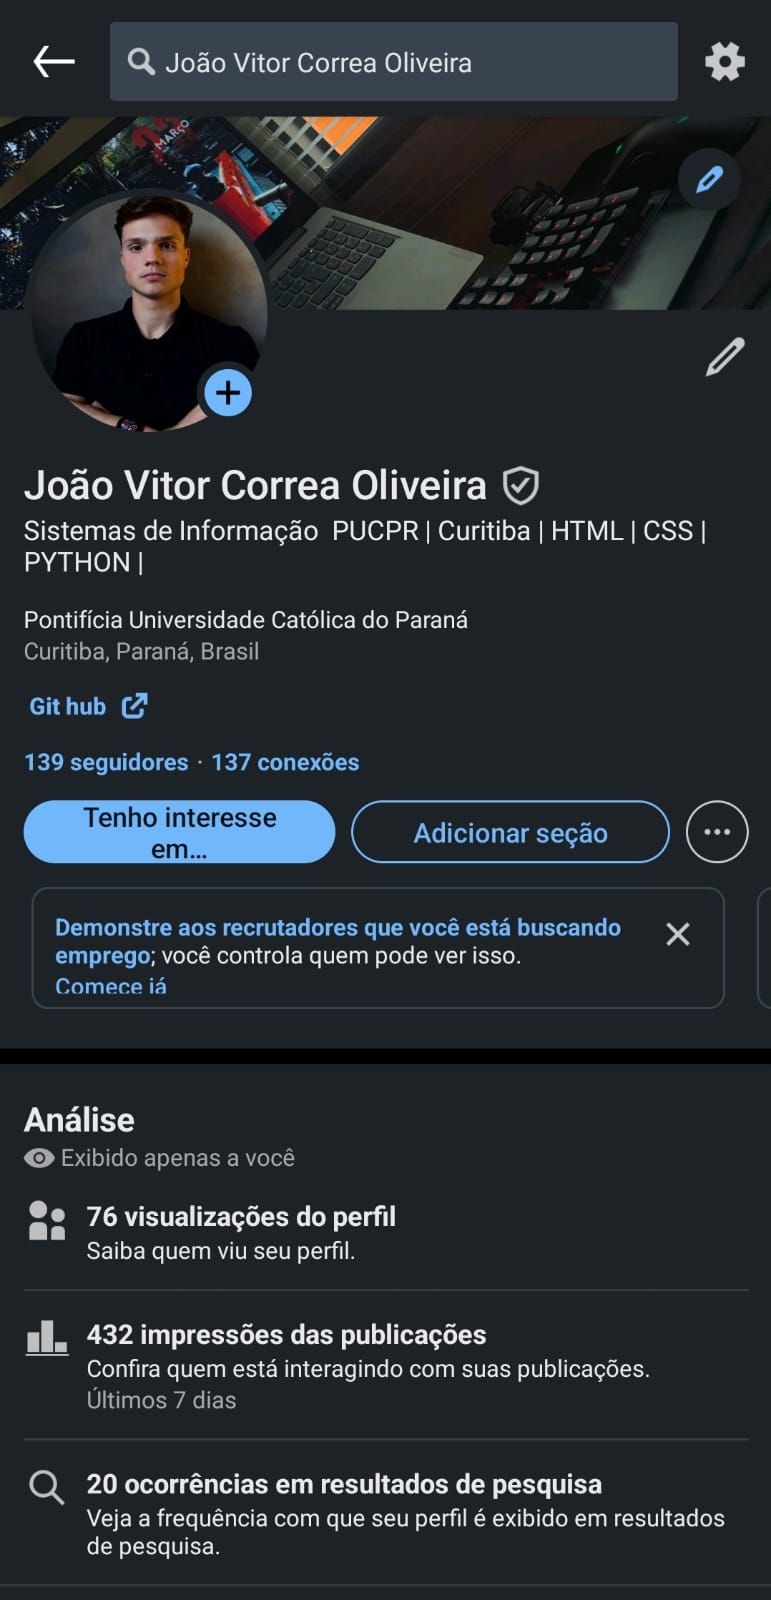 João Vitor Correa Oliveira
MARÇO
João Vitor Correa Oliveira
Sistemas de Informação  PUCPR | Curitiba | HTML | CSS |
PYTHON |
Pontifícia Universidade Católica do Paraná
Curitiba, Paraná, Brasil
Git hub
139 seguidores · 137 conexões
Tenho interesse
em...
Adicionar seção
Demonstre aos recrutadores que você está buscando
emprego; você controla quem pode ver isso.
Comece já
Análise
Exibido apenas a você
76 visualizações do perfil
Saiba quem viu seu perfil.
432 impressões das publicações
Confira quem está interagindo com suas publicações.
Últimos 7 dias
20 ocorrências em resultados de pesquisa
Veja a frequência com que seu perfil é exibido em resultados
de pesquisa.